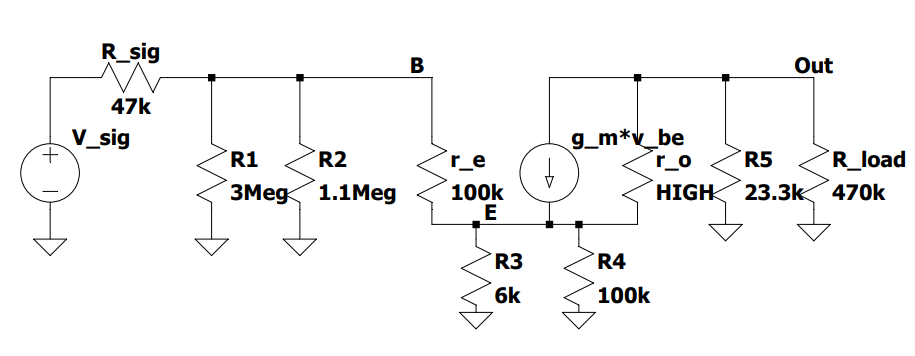 R_sig
47k
V_sig
B
Out
R1
3Meg
R2
1.1Meg
r_e
100k
E
g_m*v_be
r_o
HIGH
R5
23.3k
R_load
470k
R3
6k
R4
100k